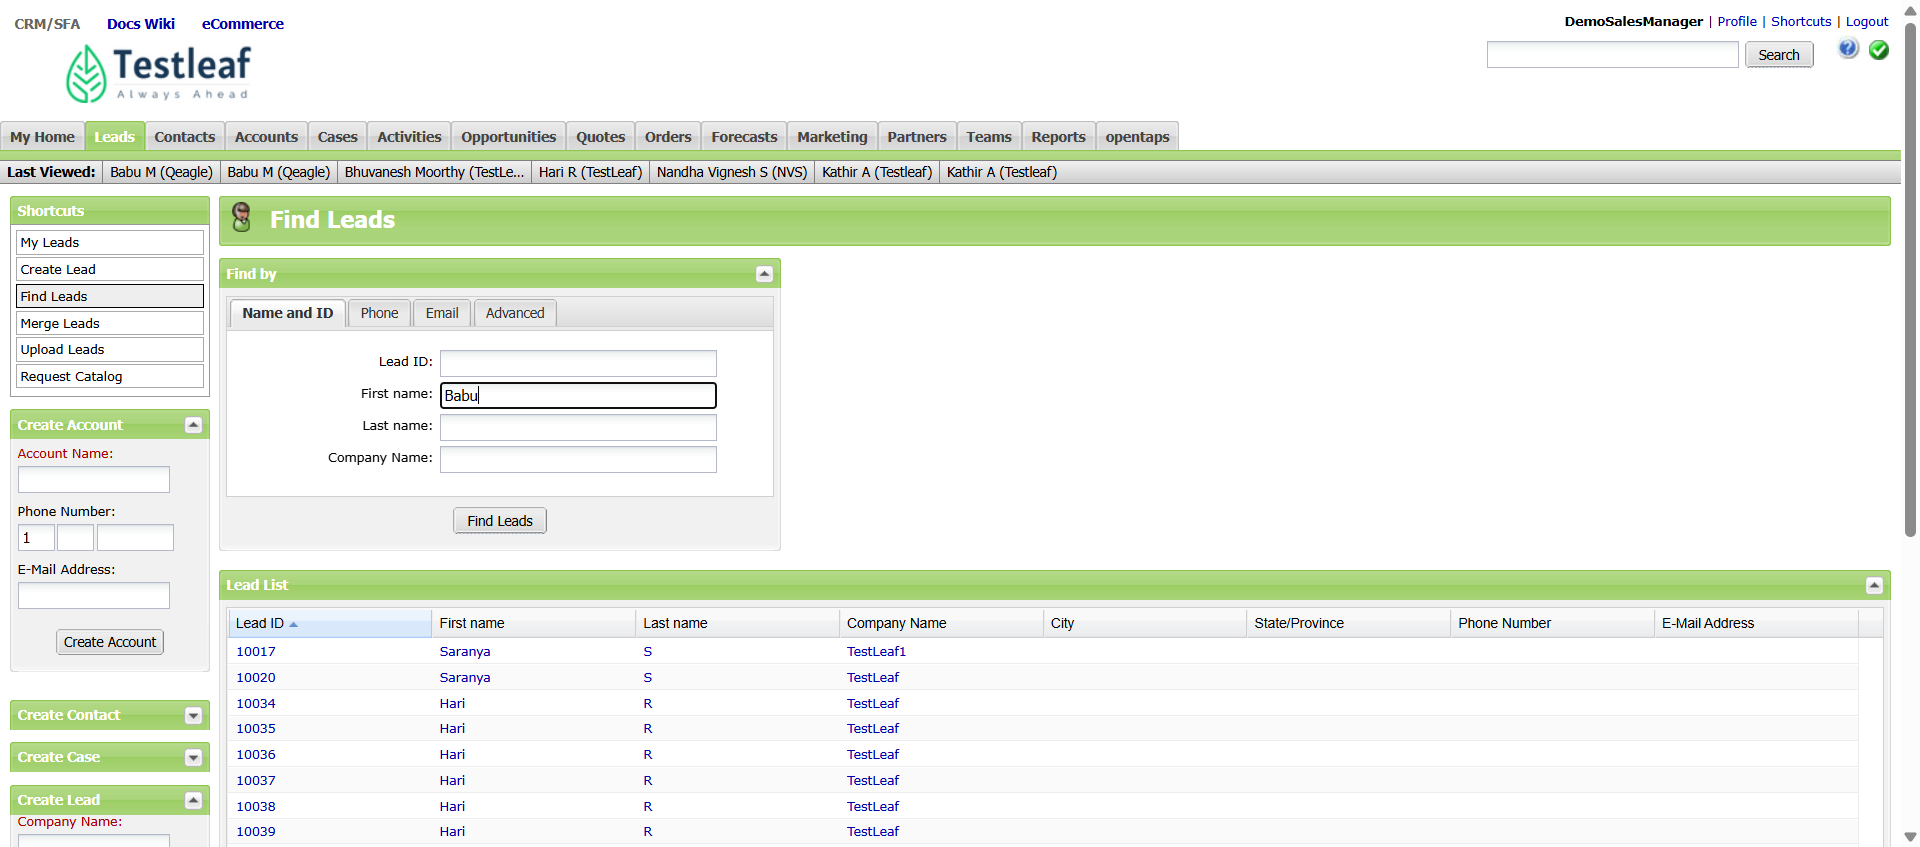 CRM/SFA Docs Wiki eCommerce
DemoSalesManager | Profile | Shortcuts | Logout
Testleaf
Always Ahead
Search
My Home Leads Contacts Accounts Cases Activities Opportunities Quotes Orders Forecasts Marketing Partners Teams Reports opentaps
Last Viewed: Babu M (Qeagle) Babu M (Qeagle) Bhuvanesh Moorthy (TestLe... Hari R (TestLeaf) Nandha Vignesh S (NVS) Kathir A (Testleaf) Kathir A (Testleaf)
Shortcuts
My Leads
Create Lead
Find Leads
Merge Leads
Upload Leads
Request Catalog
Create Account
Account Name:
Phone Number:
1
E-Mail Address:
Create Account
Create Contact
Create Case
Create Lead
Company Name:
Find Leads
Find by
Name and ID Phone Email Advanced
Lead ID:
First name: Babu
Last name:
Company Name:
Find Leads
Lead List
Lead ID First name Last name Company Name City State/Province Phone Number E-Mail Address
10017 Saranya S TestLeaf1
10020 Saranya S TestLeaf
10034 Hari R TestLeaf
10035 Hari R TestLeaf
10036 Hari R TestLeaf
10037 Hari R TestLeaf
10038 Hari R TestLeaf
10039 Hari R TestLeaf